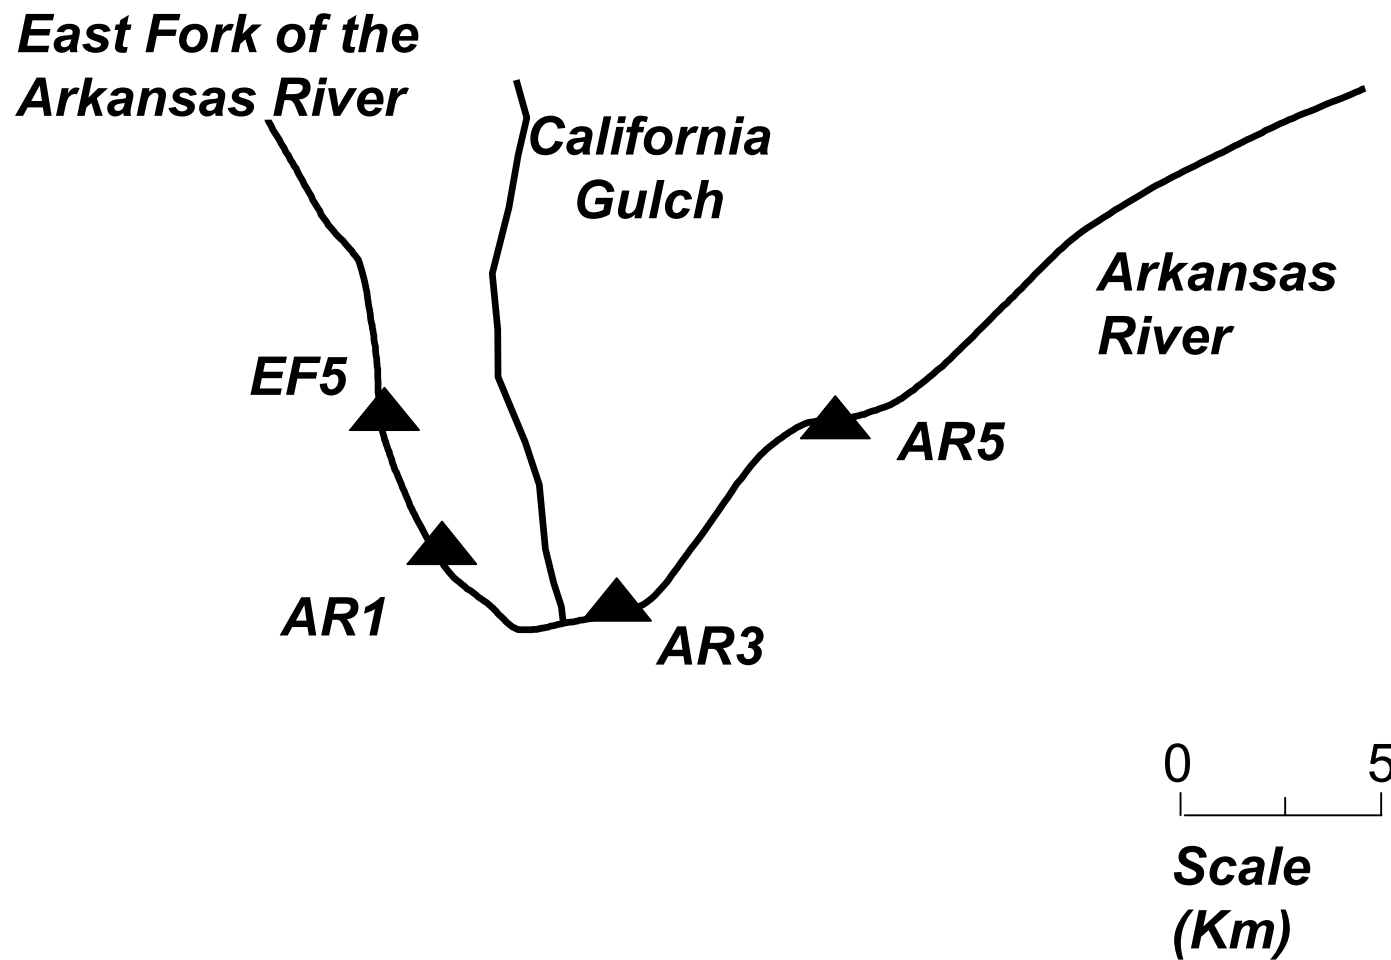 East Fork of the
Arkansas River
California
Gulch
Arkansas
River
EF5
AR5
AR1
AR3
0 5
Scale
(Km)